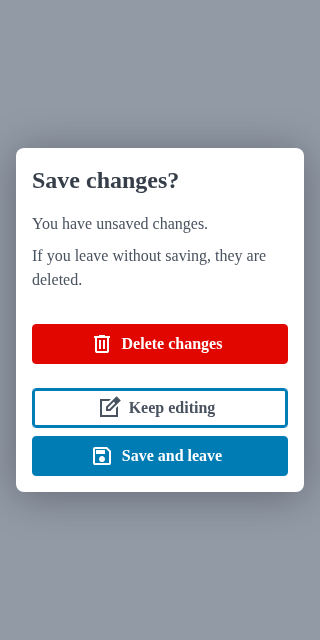 Save changes?
You have unsaved changes.
If you leave without saving, they are
deleted.
Delete changes
Keep editing
Save and leave